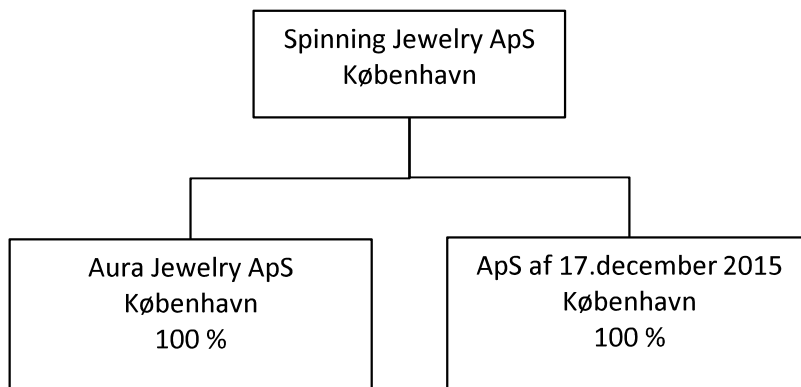 Spinning Jewelry ApS
København
Aura Jewelry ApS
København
100 %
ApS af 17.december 2015
København
100 %